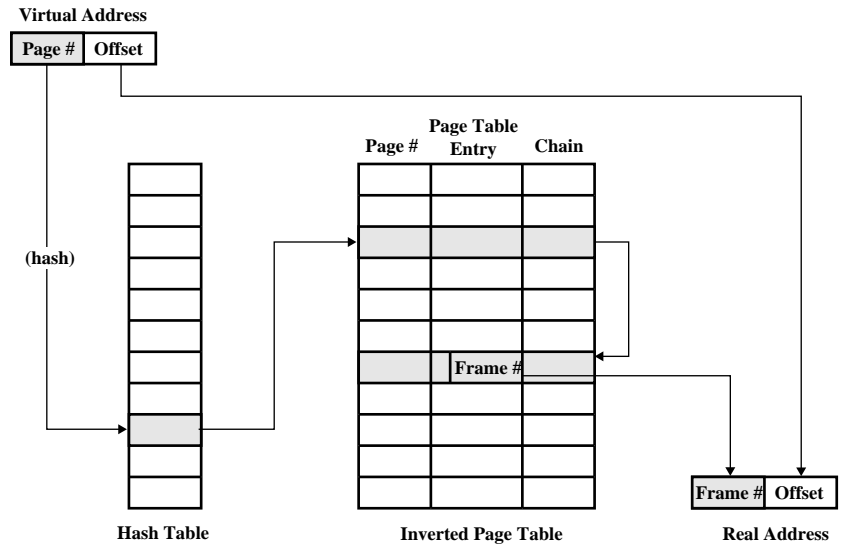 Virtual Address
Page # Offset
Page Table
Page # Entry Chain
(hash)
Frame #
Frame # Offset
Hash Table Inverted Page Table Real Address